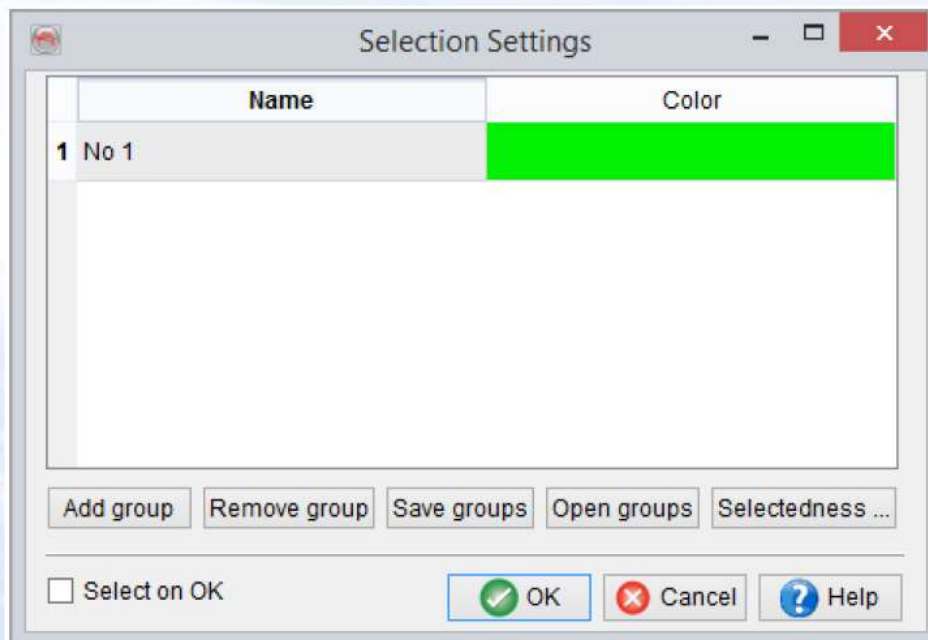 Selection Settings
Name Color
1 No 1
Add group Remove group Save groups Open groups Selectedness ...
Select on OK OK Cancel Help